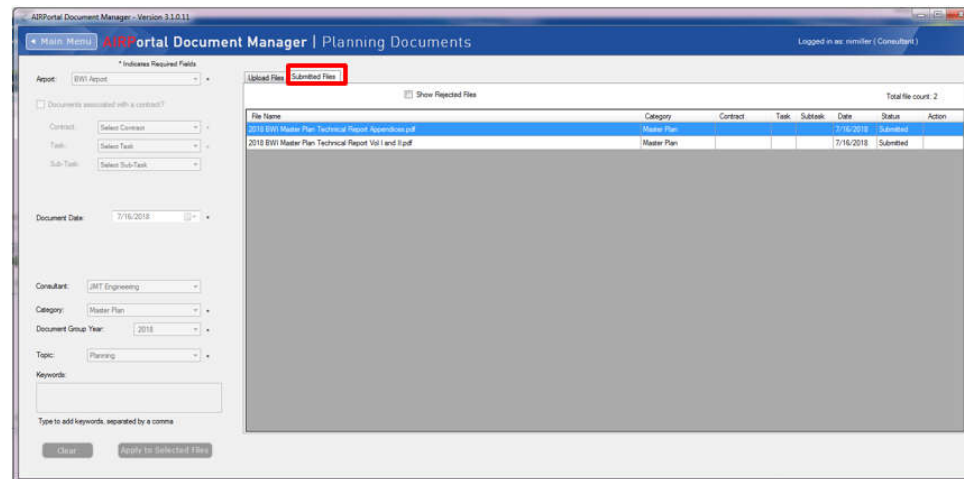 AIRPortal Document Manager - Version 3.1.0.11
Main Menu
AIRPortal Document Manager | Planning Documents
Logged in as: nvmiller ( Consultant )
* Indicates Required Fields
Airport: BWI Airport *
Documents associated with a contract?
Contract: Select Contract *
Task: Select Task *
Sub-Task: Select Sub-Task
Document Date: 7/16/2018 *
Consultant: JMT Engineering
Category: Master Plan *
Document Group Year: 2018 *
Topic: Planning *
Keywords:
Type to add keywords, separated by a comma
Clear Apply to Selected Files
Upload Files Submitted Files
Show Rejected Files Total file count: 2
File Name Category Contract Task Subtask Date Status Action
2018 BWI Master Plan Technical Report Appendices.pdf Master Plan 7/16/2018 Submitted
2018 BWI Master Plan Technical Report Vol I and II.pdf Master Plan 7/16/2018 Submitted